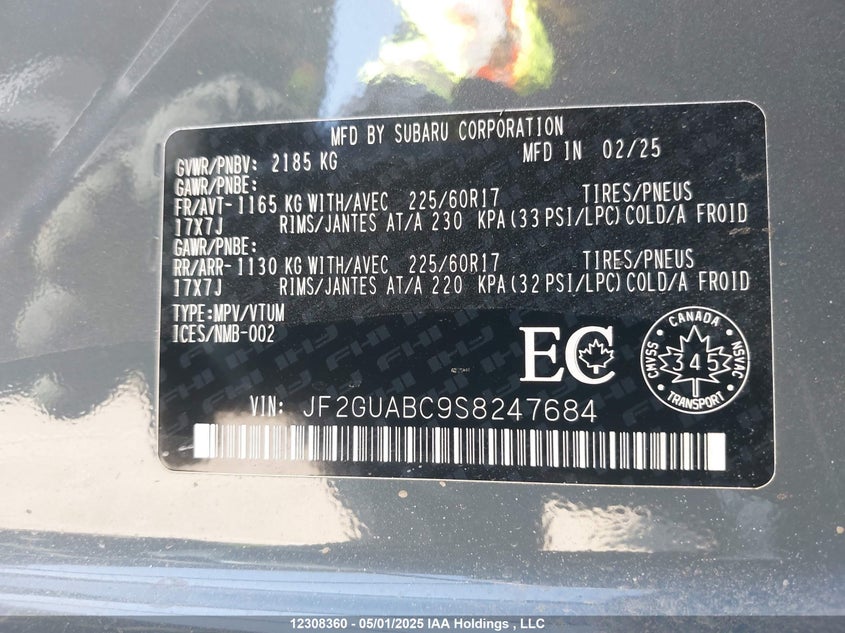 MFD BY SUBARU CORPORATION
GVWR/PNBV: 2185 KG MFD IN 02/25
GAWR/PNBE:
FR/AVT-1165 KG WITH/AVEC 225/60R17 TIRES/PNEUS
17X7J RIMS/JANTES AT/A 230 KPA(33 PSI/LPC)COLD/A FROID
GAWR/PNBE:
RR/ARR-1130 KG WITH/AVEC 225/60R17 TIRES/PNEUS
17X7J RIMS/JANTES AT/A 220 KPA(32 PSI/LPC)COLD/A FROID
TYPE:MPV/VTUM
ICES/NMB-002
EC
CANADA
CMVSS 345 NSVAC
TRANSPORT
VIN: JF2GUABC9S8247684
12308360 - 05/01/2025 IAA Holdings , LLC